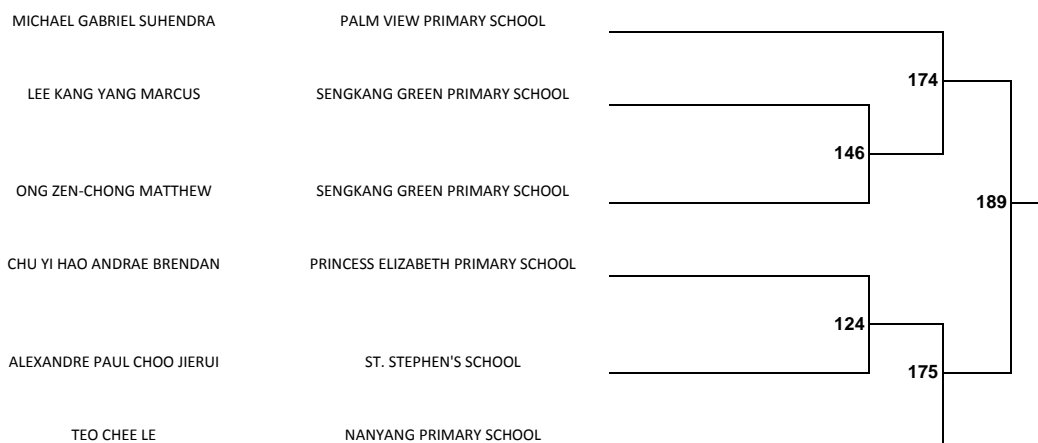 MICHAEL GABRIEL SUHENDRA PALM VIEW PRIMARY SCHOOL
174
LEE KANG YANG MARCUS SENGKANG GREEN PRIMARY SCHOOL
146
ONG ZEN-CHONG MATTHEW SENGKANG GREEN PRIMARY SCHOOL
189
CHU YI HAO ANDRAE BRENDAN PRINCESS ELIZABETH PRIMARY SCHOOL
124
ALEXANDRE PAUL CHOO JIERUI ST. STEPHEN'S SCHOOL
175
TEO CHEE LE NANYANG PRIMARY SCHOOL